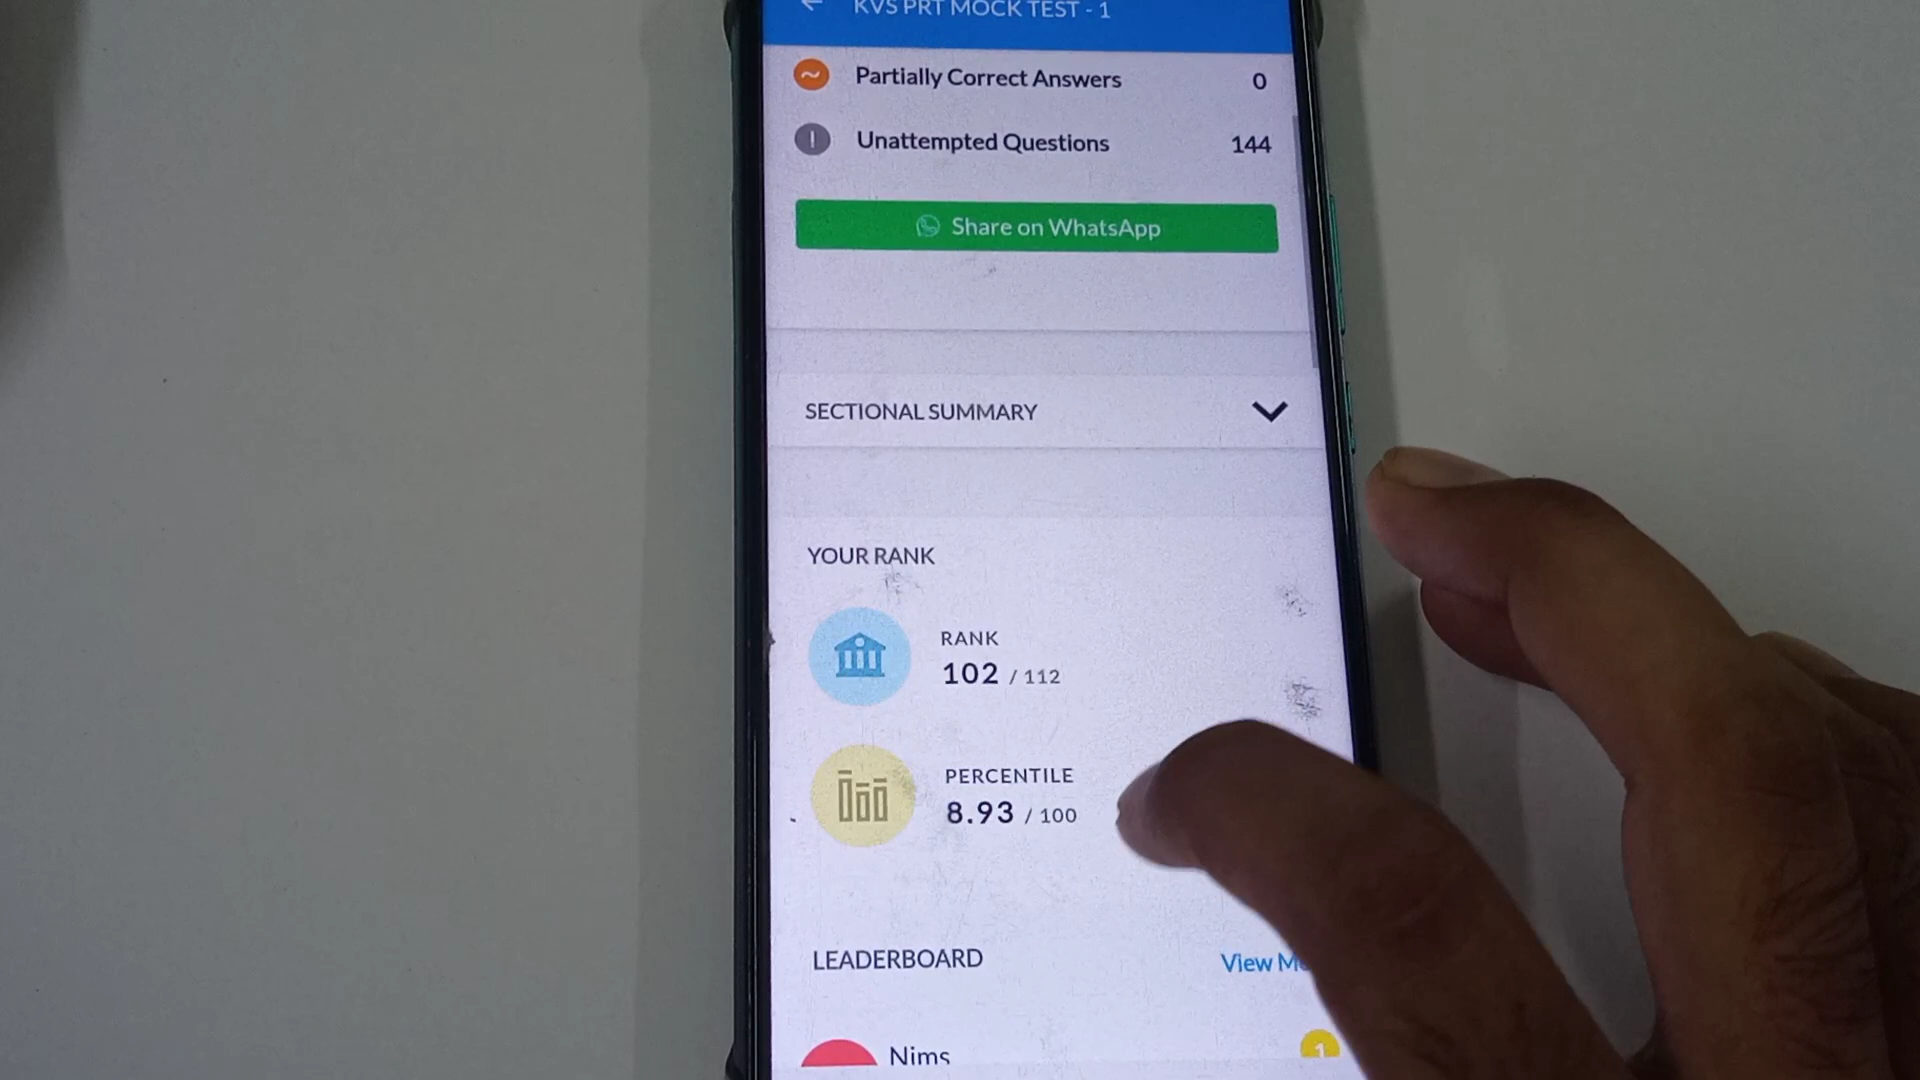 KVS PRT MOCK TEST - 1
Partially Correct Answers 0
Unattempted Questions 144
Share on WhatsApp
SECTIONAL SUMMARY
YOUR RANK
RANK
102 / 112
PERCENTILE
8.93 / 100
LEADERBOARD View
Nims 1